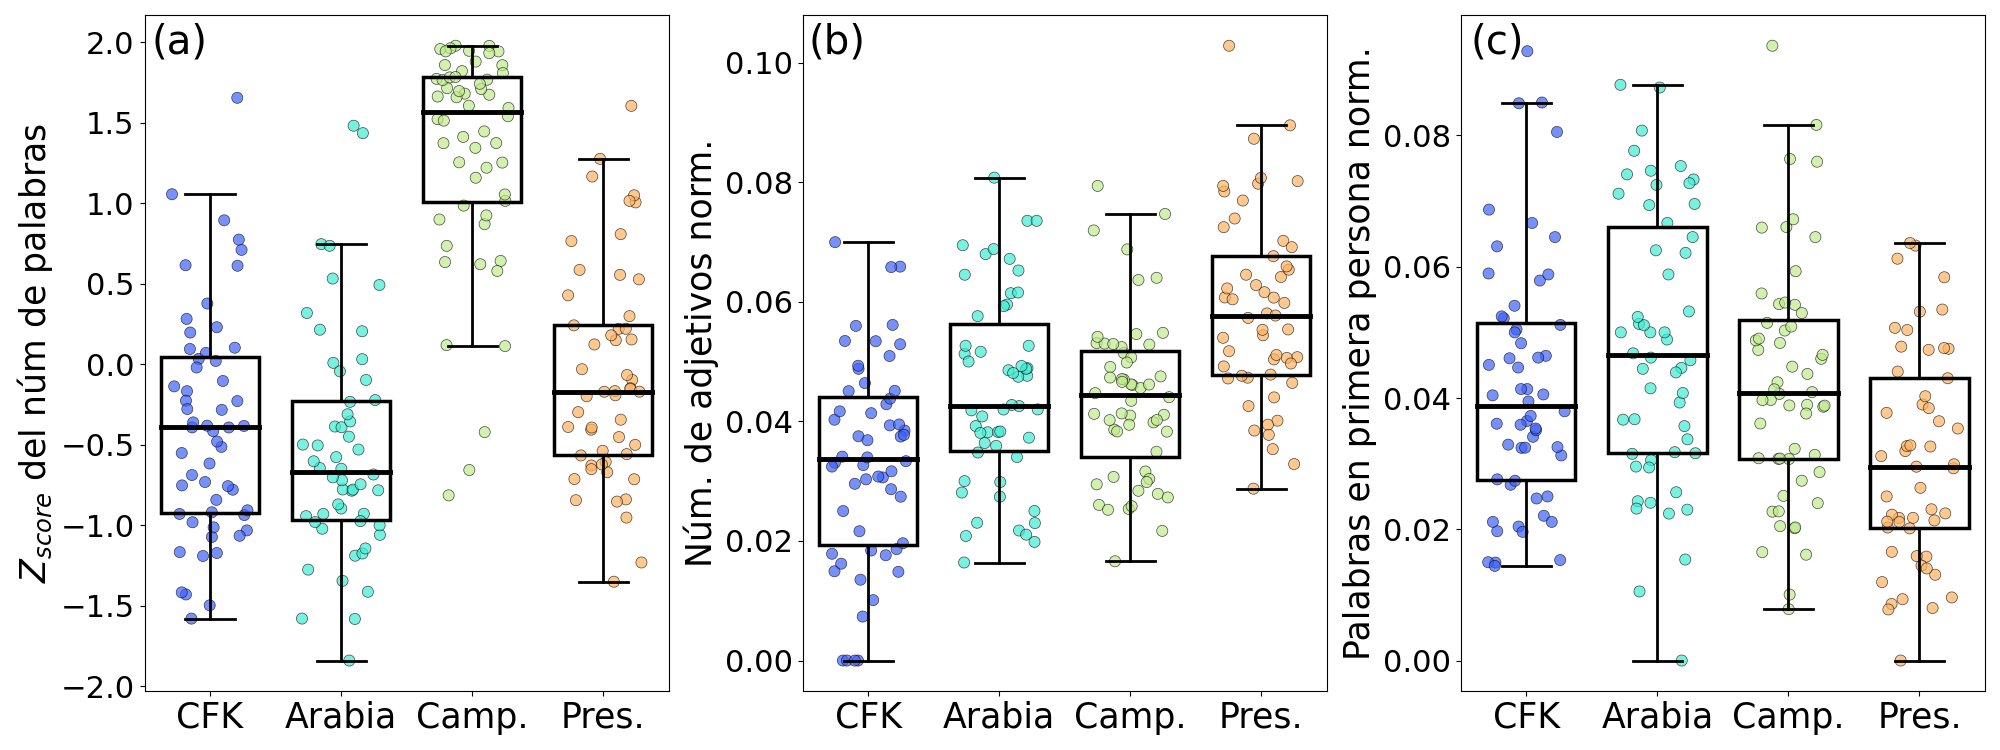 (a)
Z_score del núm de palabras
2.0
1.5
1.0
0.5
0.0
−0.5
−1.0
−1.5
−2.0
CFK Arabia Camp. Pres.
(b)
Núm. de adjetivos norm.
0.10
0.08
0.06
0.04
0.02
0.00
CFK Arabia Camp. Pres.
(c)
Palabras en primera persona norm.
0.08
0.06
0.04
0.02
0.00
CFK Arabia Camp. Pres.